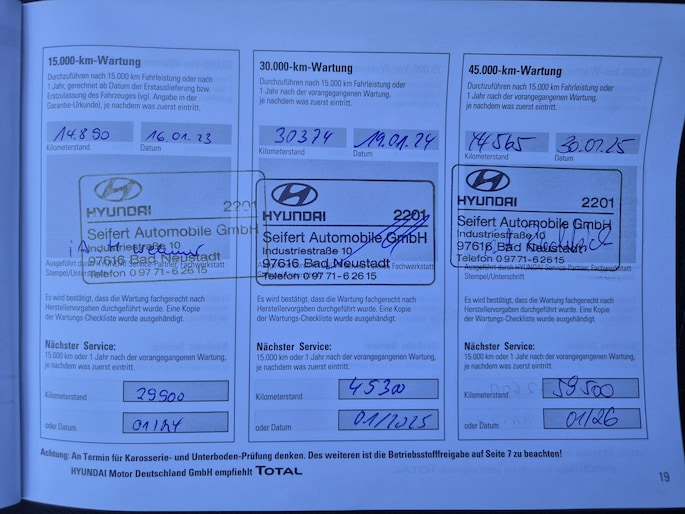 15.000-km-Wartung
Durchzuführen nach 15.000 km Fahrleistung oder nach
1 Jahr, gerechnet ab Datum der Erstauslieferung bzw.
Erstzulassung des Fahrzeuges (vgl. Angabe in der
Garantie-Urkunde), je nachdem was zuerst eintritt.
14.890 16.01.23
Kilometerstand Datum
HYUNDAI 2201
Seifert Automobile GmbH
Industriestraße 10
97616 Bad Neustadt
Telefon 0 97 71 - 6 26 15
Ausgeführt durch HYUNDAI Service-Partner, Fachwerkstatt
Stempel/Unterschrift
Es wird bestätigt, dass die Wartung fachgerecht nach
Herstellervorgaben durchgeführt wurde. Eine Kopie
der Wartungs-Checkliste wurde ausgehändigt.
Nächster Service:
15.000 km oder 1 Jahr nach der vorangegangenen Wartung,
je nachdem was zuerst eintritt.
Kilometerstand 29900
oder Datum 01/24
30.000-km-Wartung
Durchzuführen nach 15.000 km Fahrleistung oder
1 Jahr nach der vorangegangenen Wartung,
je nachdem was zuerst eintritt.
30374 19.01.24
Kilometerstand Datum
HYUNDAI 2201
Seifert Automobile GmbH
Industriestraße 10
97616 Bad Neustadt
Telefon 0 97 71 - 6 26 15
Es wird bestätigt, dass die Wartung fachgerecht nach
Herstellervorgaben durchgeführt wurde. Eine Kopie
der Wartungs-Checkliste wurde ausgehändigt.
Nächster Service:
15.000 km oder 1 Jahr nach der vorangegangenen Wartung,
je nachdem was zuerst eintritt.
Kilometerstand 45300
oder Datum 01/2025
45.000-km-Wartung
Durchzuführen nach 15.000 km Fahrleistung oder
1 Jahr nach der vorangegangenen Wartung,
je nachdem was zuerst eintritt.
44565 30.01.25
Kilometerstand Datum
HYUNDAI 2201
Seifert Automobile GmbH
Industriestraße 10
97616 Bad Neustadt
Telefon 0 97 71 - 6 26 15
Ausgeführt durch HYUNDAI Service-Partner, Fachwerkstatt
Stempel/Unterschrift
Es wird bestätigt, dass die Wartung fachgerecht nach
Herstellervorgaben durchgeführt wurde. Eine Kopie
der Wartungs-Checkliste wurde ausgehändigt.
Nächster Service:
15.000 km oder 1 Jahr nach der vorangegangenen Wartung,
je nachdem was zuerst eintritt.
Kilometerstand 59500
oder Datum 01/26
Achtung: An Termin für Karosserie- und Unterboden-Prüfung denken. Des weiteren ist die Betriebsstofffreigabe auf Seite 7 zu beachten!
HYUNDAI Motor Deutschland GmbH empfiehlt TOTAL
19